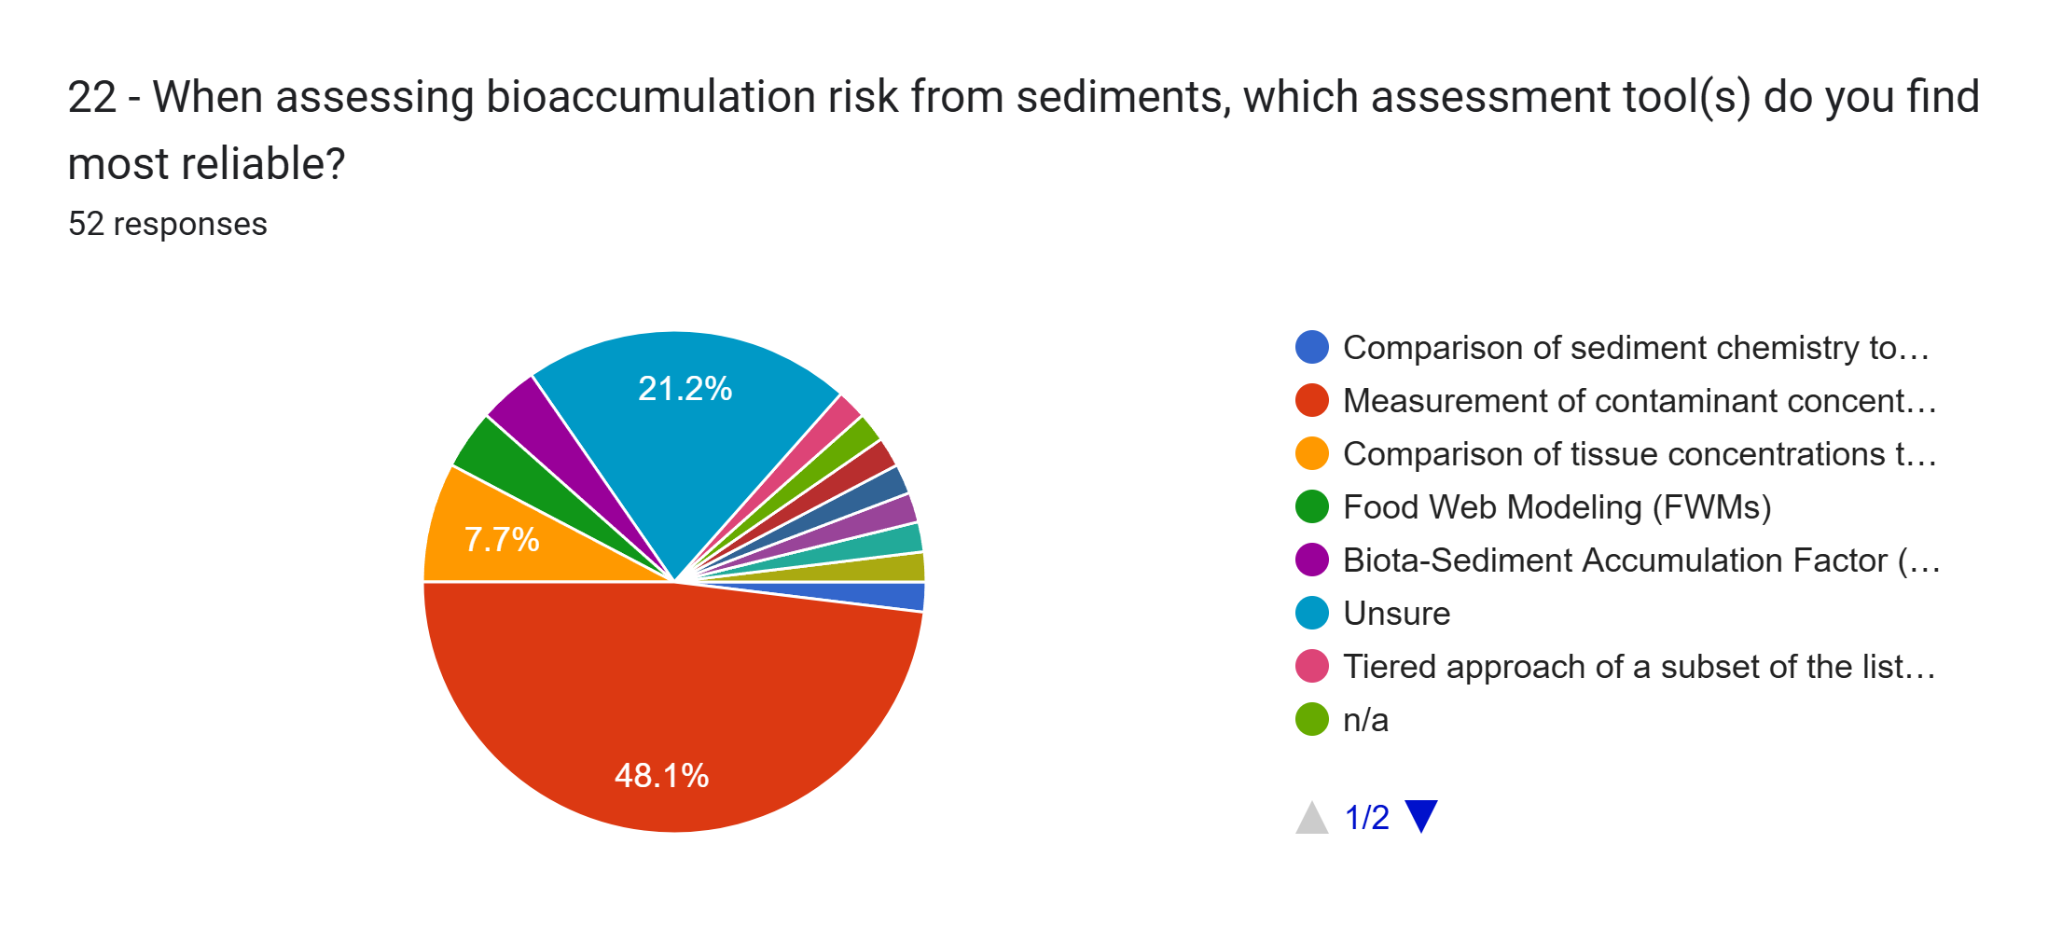 22 - When assessing bioaccumulation risk from sediments, which assessment tool(s) do you find
most reliable?
52 responses
21.2%
7.7%
48.1%
Comparison of sediment chemistry to…
Measurement of contaminant concent…
Comparison of tissue concentrations t…
Food Web Modeling (FWMs)
Biota-Sediment Accumulation Factor (…
Unsure
Tiered approach of a subset of the list…
n/a
1/2